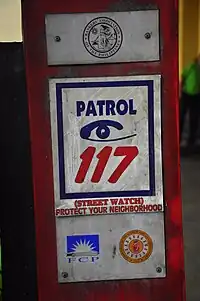 PATROL
117
(STREET WATCH)
PROTECT YOUR NEIGHBORHOOD
FCP